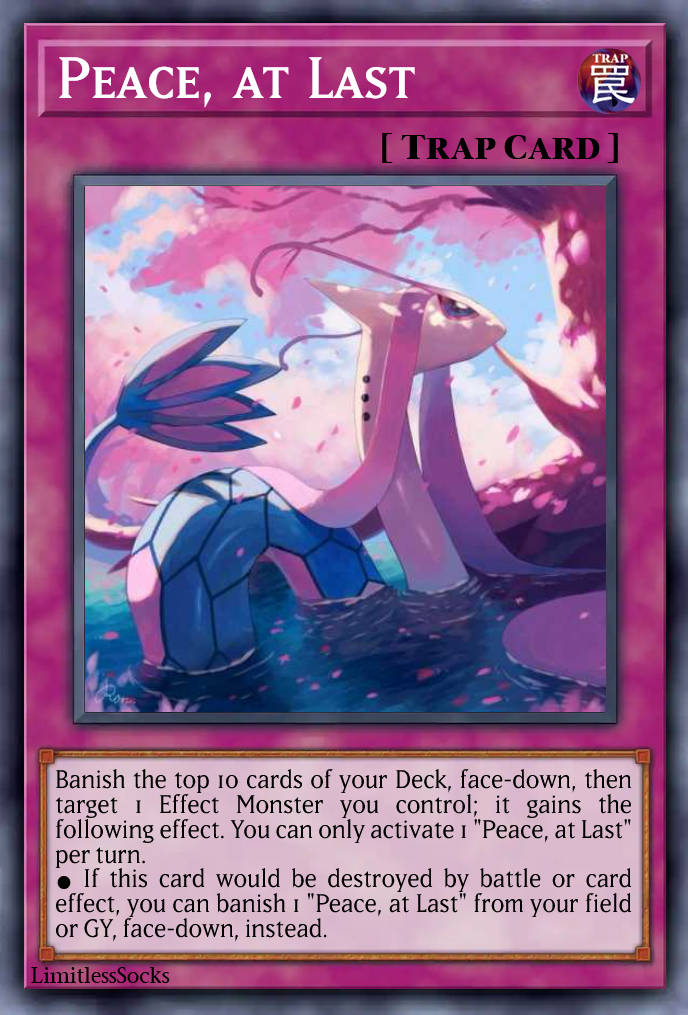 Peace, at Last
TRAP
罠
[ Trap Card ]
Banish the top 10 cards of your Deck, face-down, then
target 1 Effect Monster you control; it gains the
following effect. You can only activate 1 "Peace, at Last"
per turn.
● If this card would be destroyed by battle or card
effect, you can banish 1 "Peace, at Last" from your field
or GY, face-down, instead.
LimitlessSocks